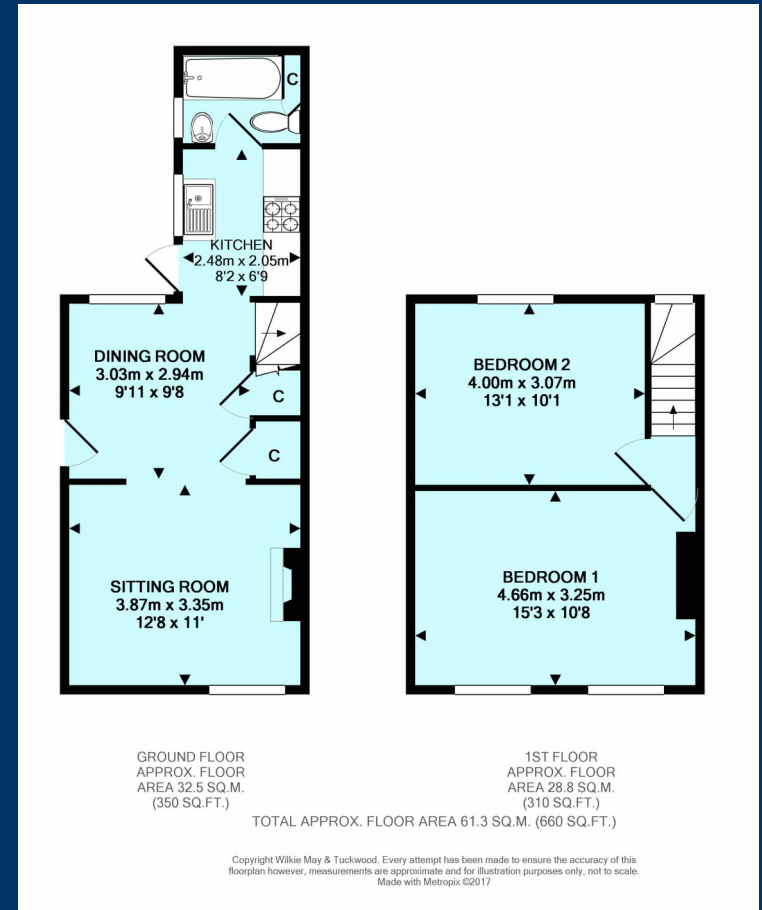 C
KITCHEN
2.48m x 2.05m
8'2 x 6'9
DINING ROOM
3.03m x 2.94m
9'11 x 9'8
C
C
SITTING ROOM
3.87m x 3.35m
12'8 x 11'
BEDROOM 2
4.00m x 3.07m
13'1 x 10'1
BEDROOM 1
4.66m x 3.25m
15'3 x 10'8
GROUND FLOOR
APPROX. FLOOR
AREA 32.5 SQ.M.
(350 SQ.FT.)
1ST FLOOR
APPROX. FLOOR
AREA 28.8 SQ.M.
(310 SQ.FT.)
TOTAL APPROX. FLOOR AREA 61.3 SQ.M. (660 SQ.FT.)
Copyright Wilkie May & Tuckwood. Every attempt has been made to ensure the accuracy of this
floorplan however, measurements are approximate and for illustration purposes only, not to scale.
Made with Metropix ©2017